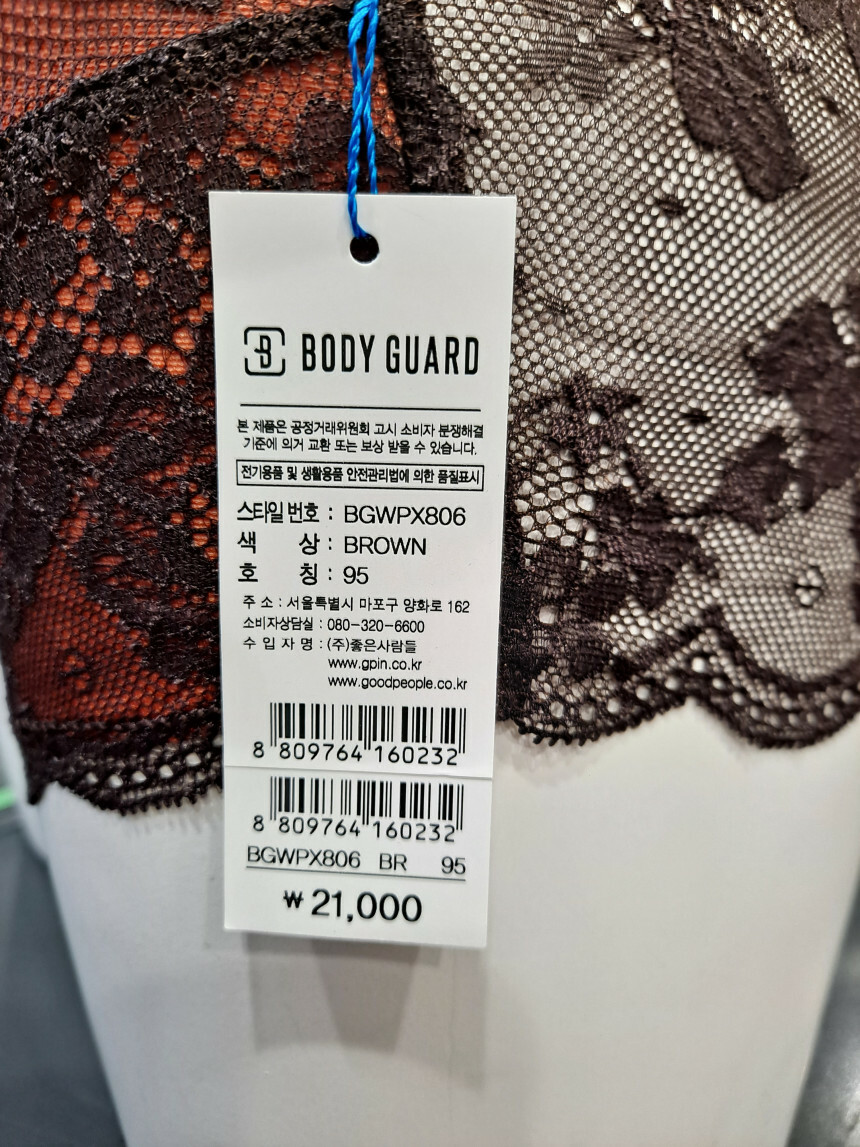 B BODY GUARD
본 제품은 공정거래위원회 고시 소비자 분쟁해결
기준에 의거 교환 또는 보상 받을 수 있습니다.
전기용품 및 생활용품 안전관리법에 의한 품질표시
스타일 번호 : BGWPX806
색 상 : BROWN
호 칭 : 95
주 소 : 서울특별시 마포구 양화로 162
소비자상담실 : 080-320-6600
수 입 자 명 : (주)좋은사람들
www.gpin.co.kr
www.goodpeople.co.kr
8 809764 160232
8 809764 160232
BGWPX806 BR 95
₩ 21,000